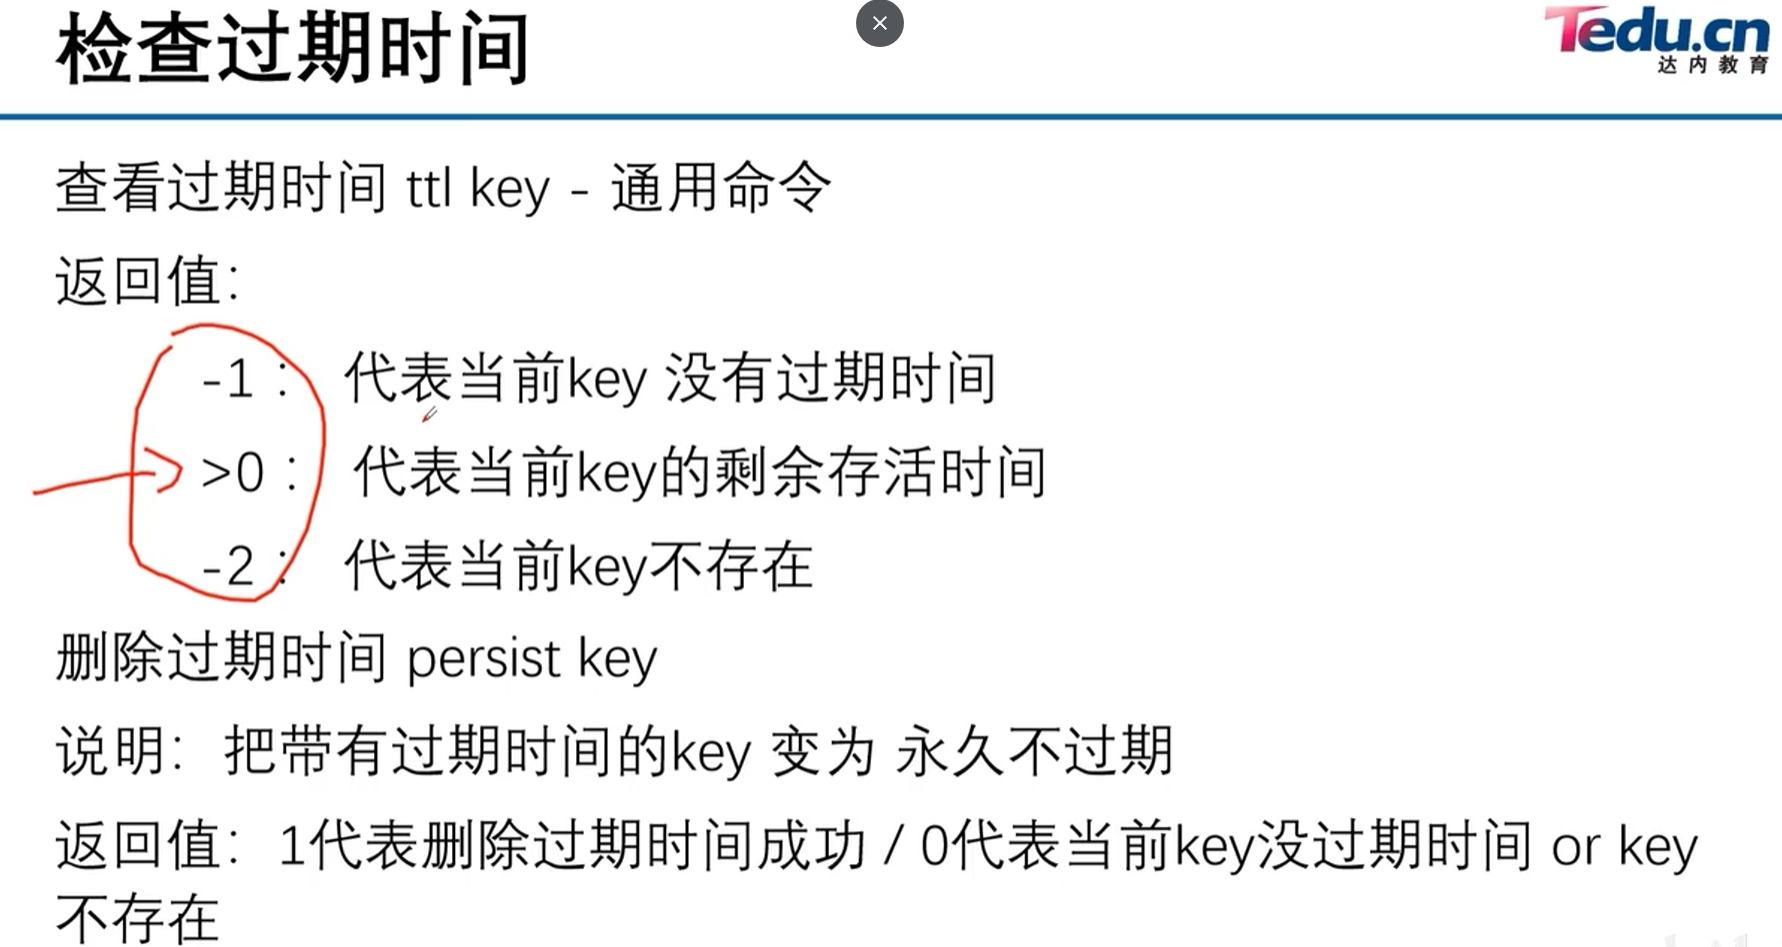 检查过期时间
Tedu.cn
达内教育
查看过期时间 ttl key - 通用命令
返回值：
-1： 代表当前key 没有过期时间
>0： 代表当前key的剩余存活时间
-2： 代表当前key不存在
删除过期时间 persist key
说明：把带有过期时间的key 变为 永久不过期
返回值：1代表删除过期时间成功 / 0代表当前key没过期时间 or key
不存在